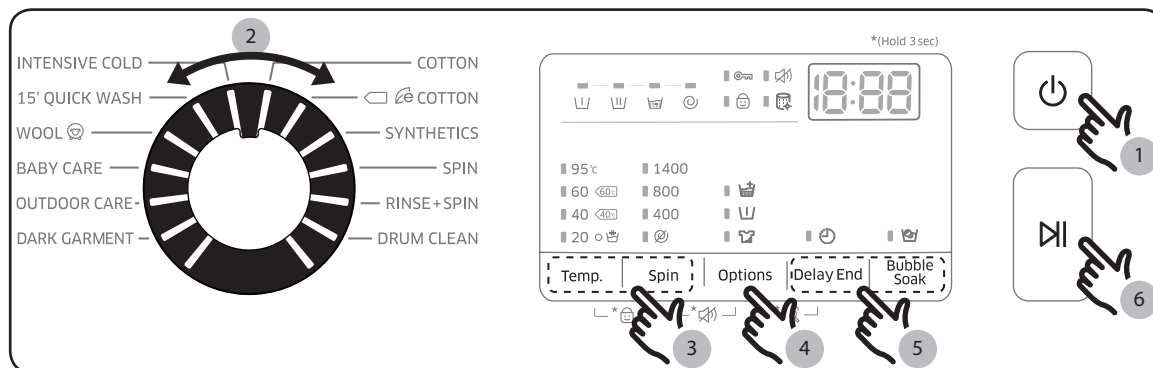 2
*(Hold 3 sec)
INTENSIVE COLD
COTTON
15' QUICK WASH
e COTTON
WOOL
SYNTHETICS
BABY CARE
SPIN
OUTDOOR CARE
RINSE+SPIN
DARK GARMENT
DRUM CLEAN
18:88
95℃ 1400
60 60℃ 800
40 40℃ 400
20
Temp. Spin Options Delay End Bubble Soak
* * *
1
3
4
5
6